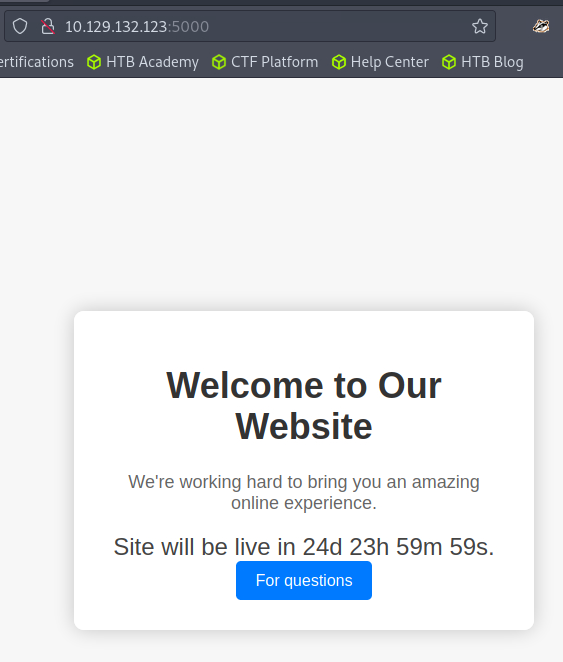 10.129.132.123:5000
ertifications HTB Academy CTF Platform Help Center HTB Blog
Welcome to Our
Website
We're working hard to bring you an amazing
online experience.
Site will be live in 24d 23h 59m 59s.
For questions